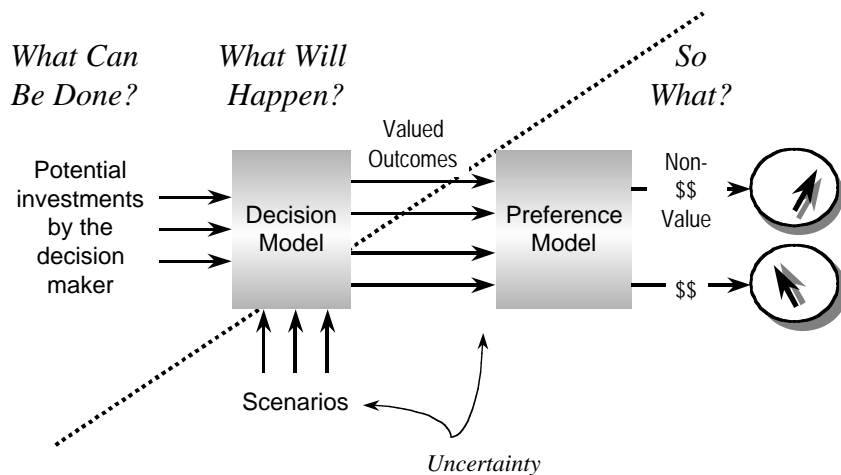 What Can
Be Done?
What Will
Happen?
So
What?
Potential
investments
by the
decision
maker
Decision
Model
Valued
Outcomes
Preference
Model
Non-
$$
Value
$$
Scenarios
Uncertainty